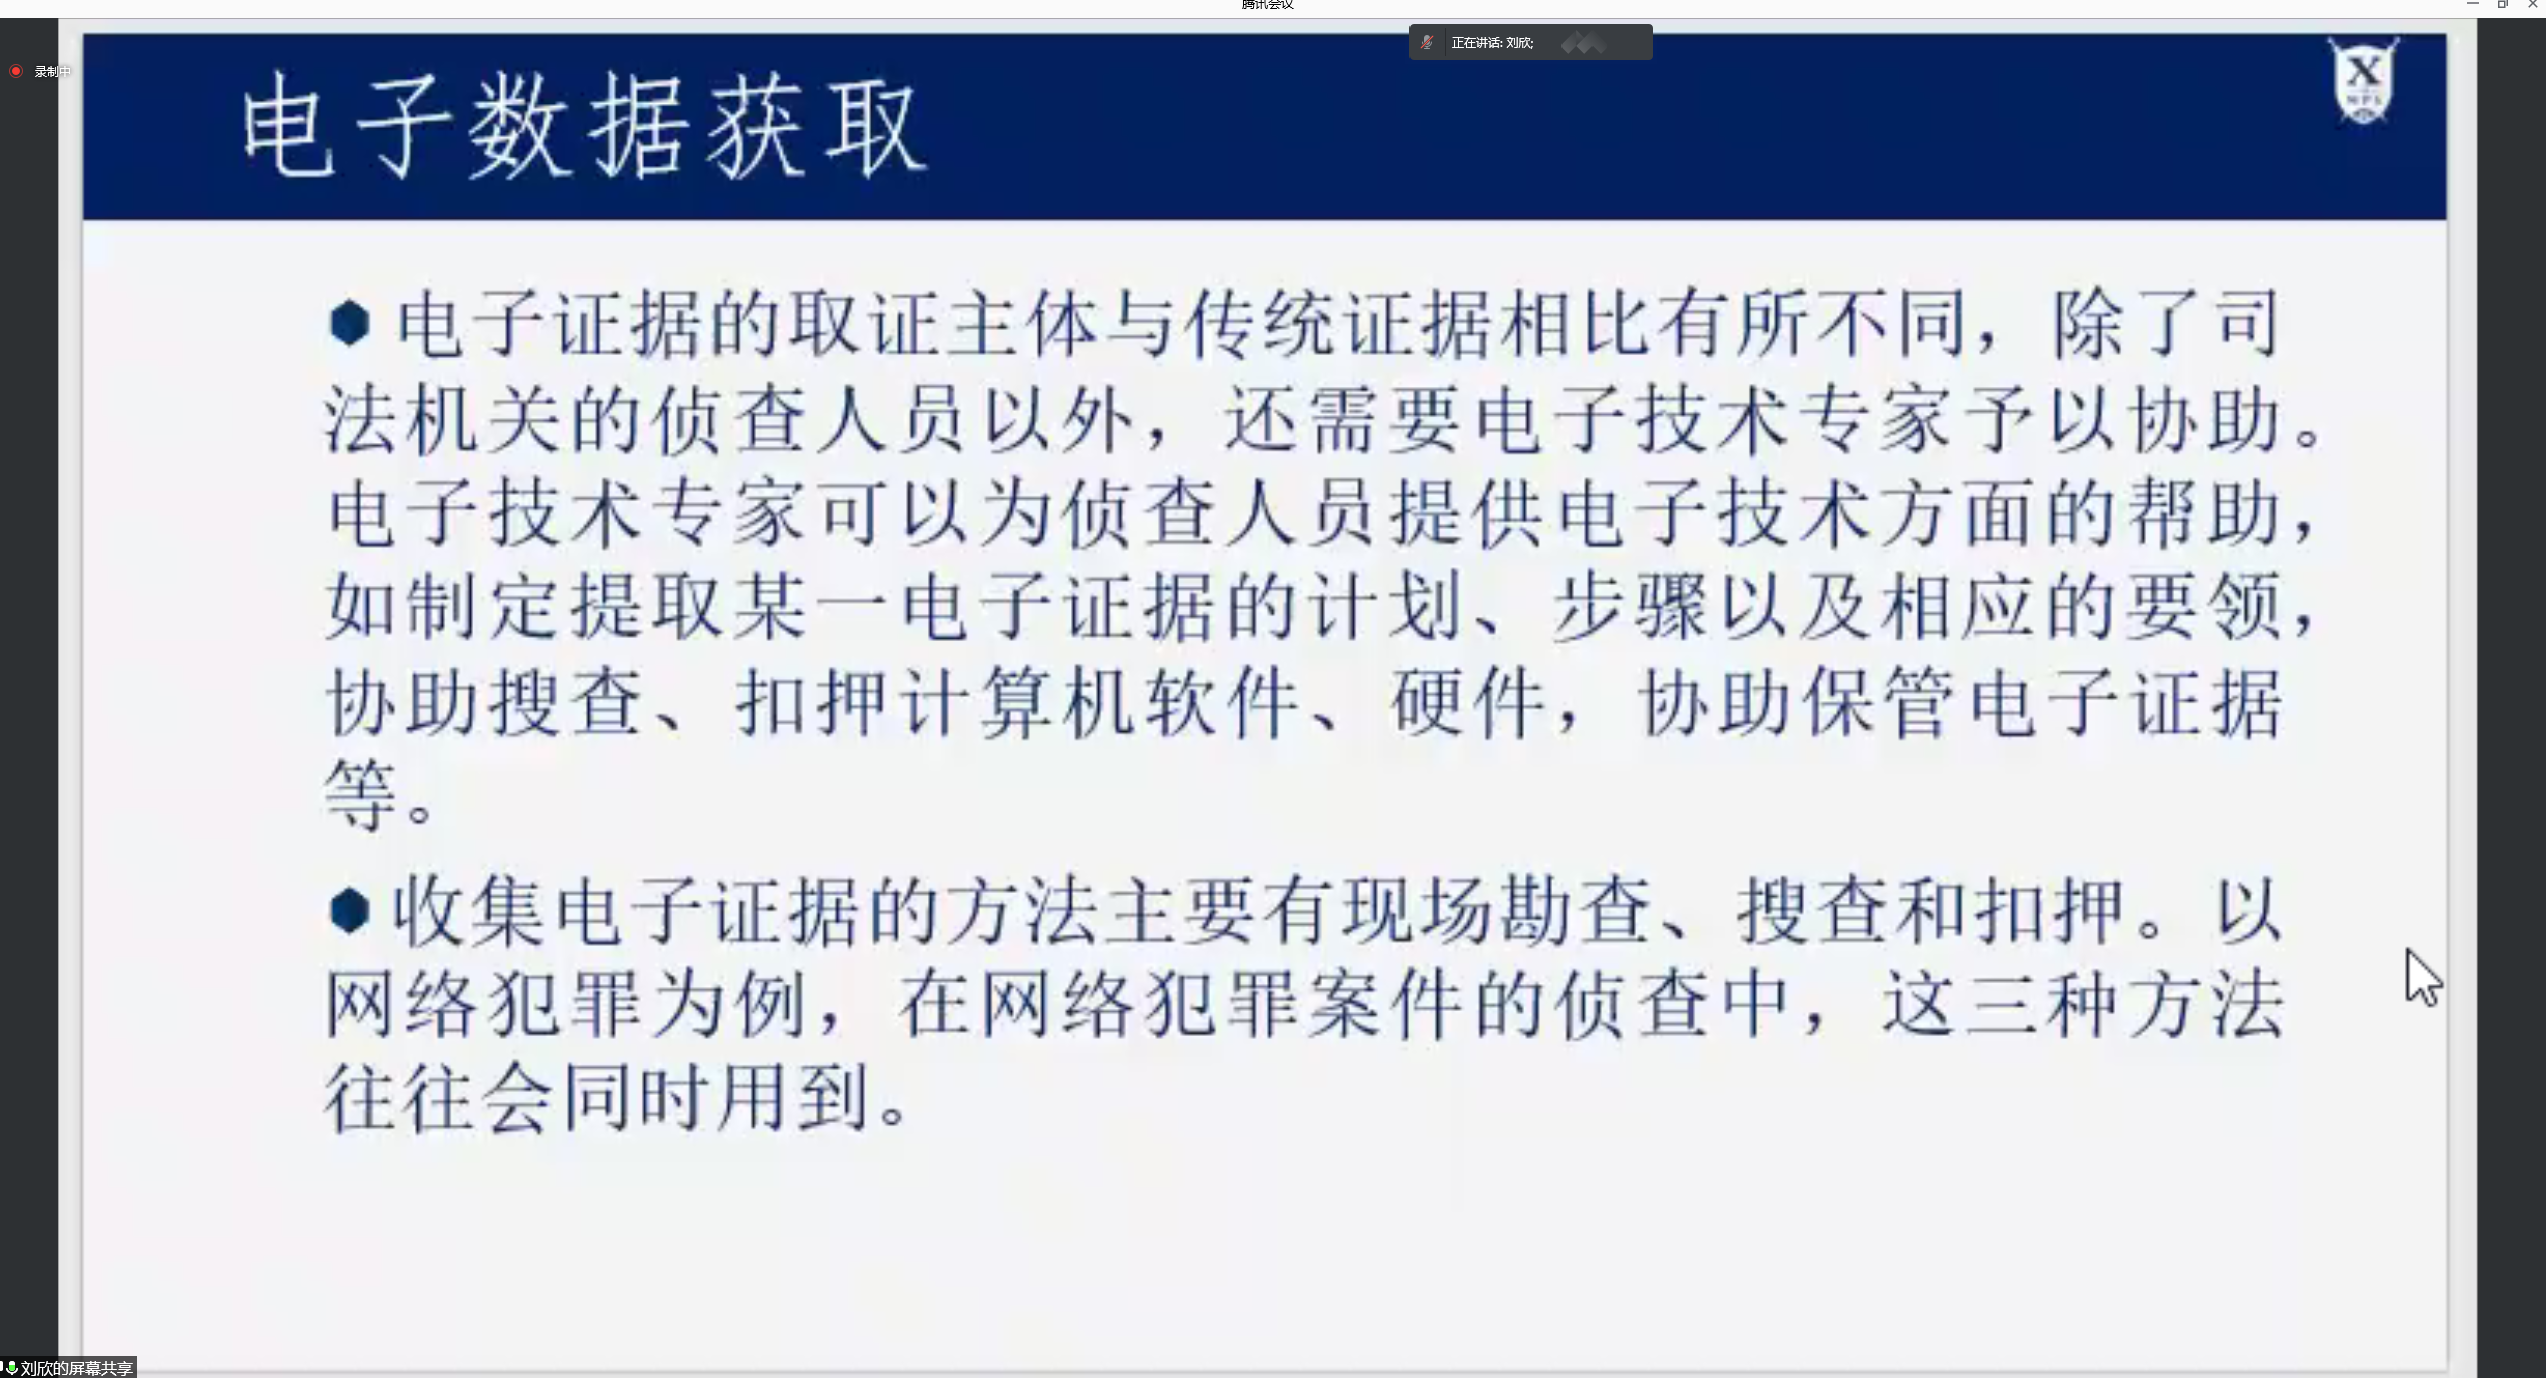 腾讯会议
正在讲话: 刘欣;
录制中
电子数据获取
X
电子证据的取证主体与传统证据相比有所不同，除了司
法机关的侦查人员以外，还需要电子技术专家予以协助。
电子技术专家可以为侦查人员提供电子技术方面的帮助，
如制定提取某一电子证据的计划、步骤以及相应的要领，
协助搜查、扣押计算机软件、硬件，协助保管电子证据
等。
收集电子证据的方法主要有现场勘查、搜查和扣押。以
网络犯罪为例，在网络犯罪案件的侦查中，这三种方法
往往会同时用到。
刘欣的屏幕共享